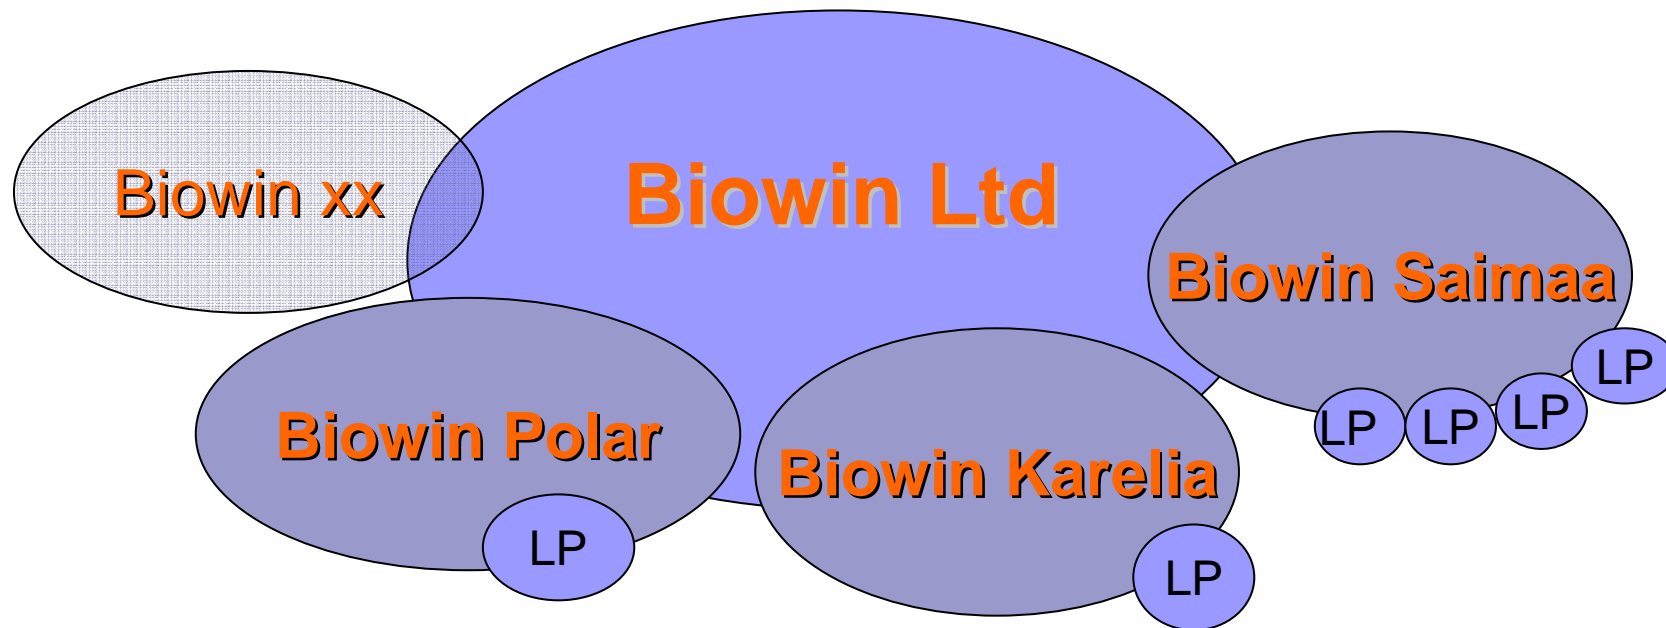 Biowin Ltd
Biowin xx
Biowin Saimaa
LP
LP
LP
LP
Biowin Polar
LP
Biowin Karelia
LP